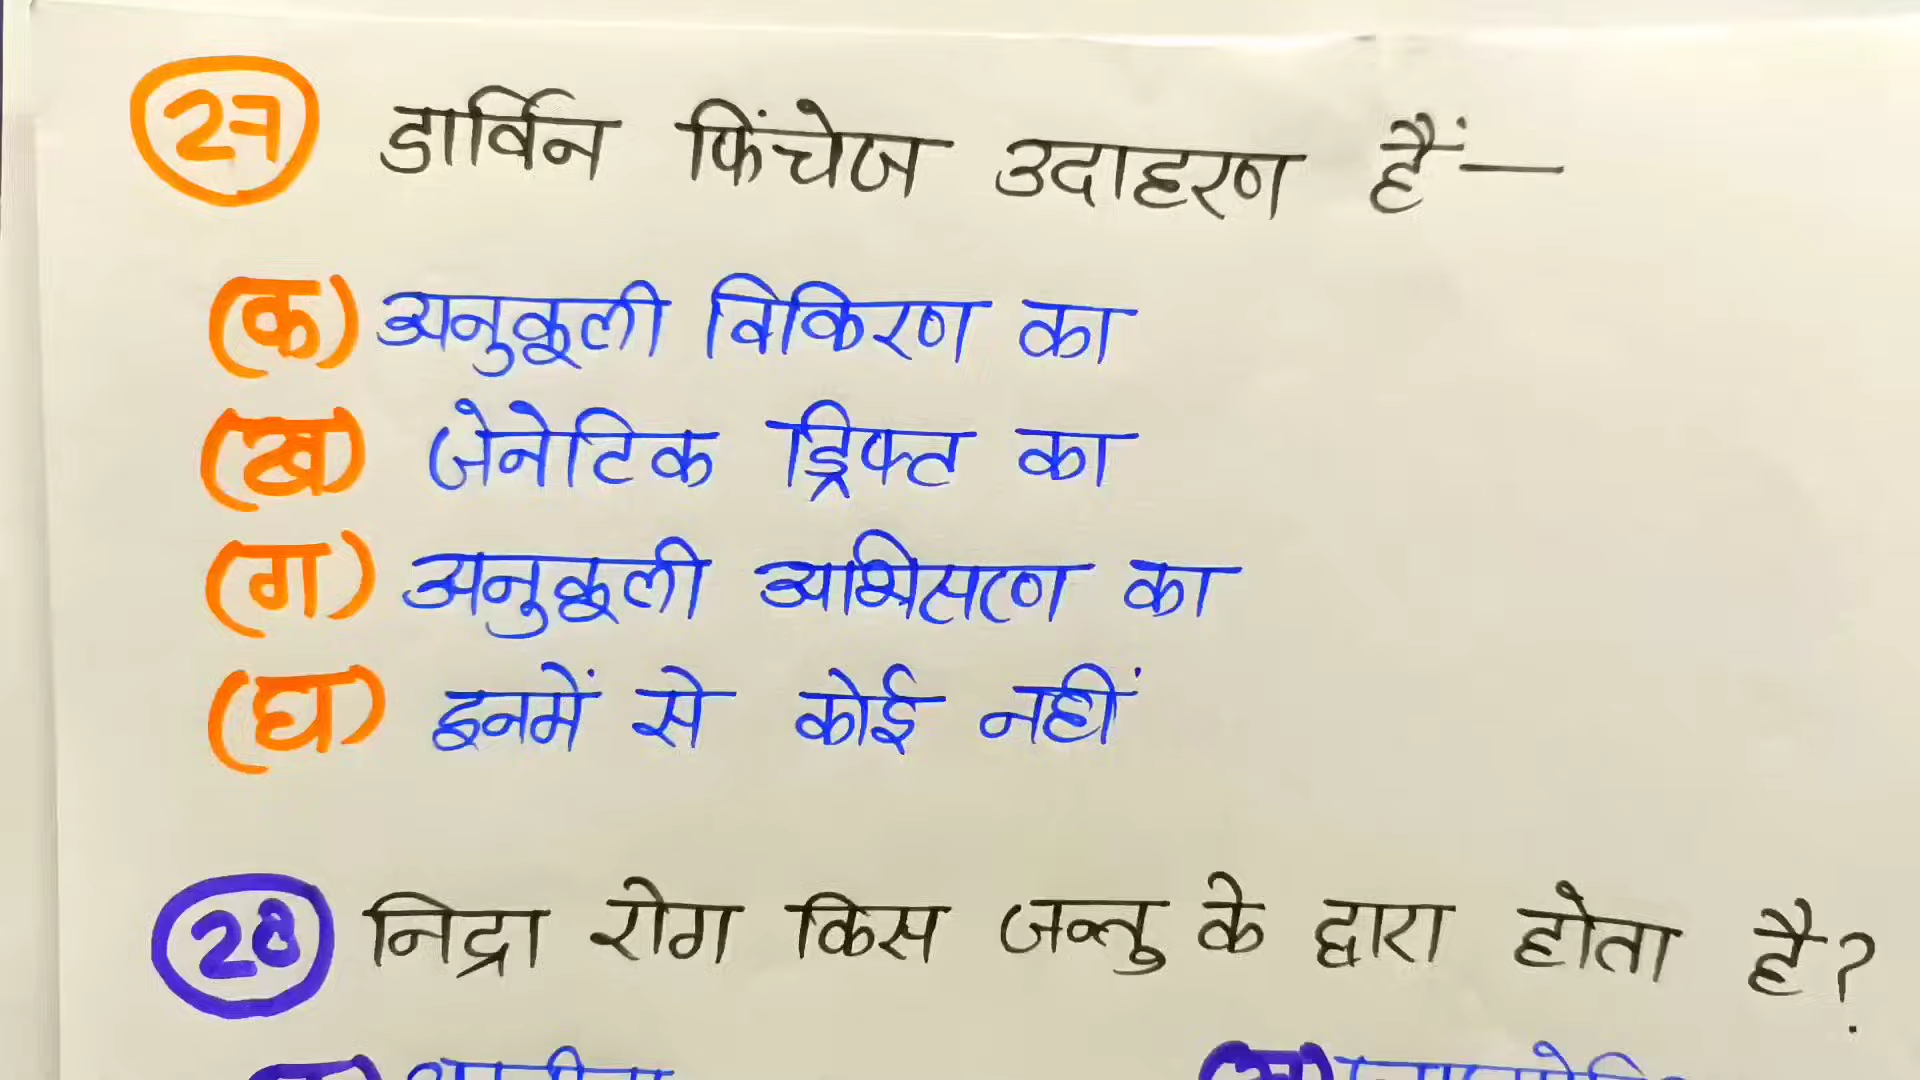 27 डार्विन फिंचेज उदाहरण हैं—
(क) अनुकूली विकिरण का
(ख) जेनेटिक ड्रिफ्ट का
(ग) अनुकूली अभिसरण का
(घ) इनमें से कोई नहीं
28 निद्रा रोग किस जन्तु के द्वारा होता है?